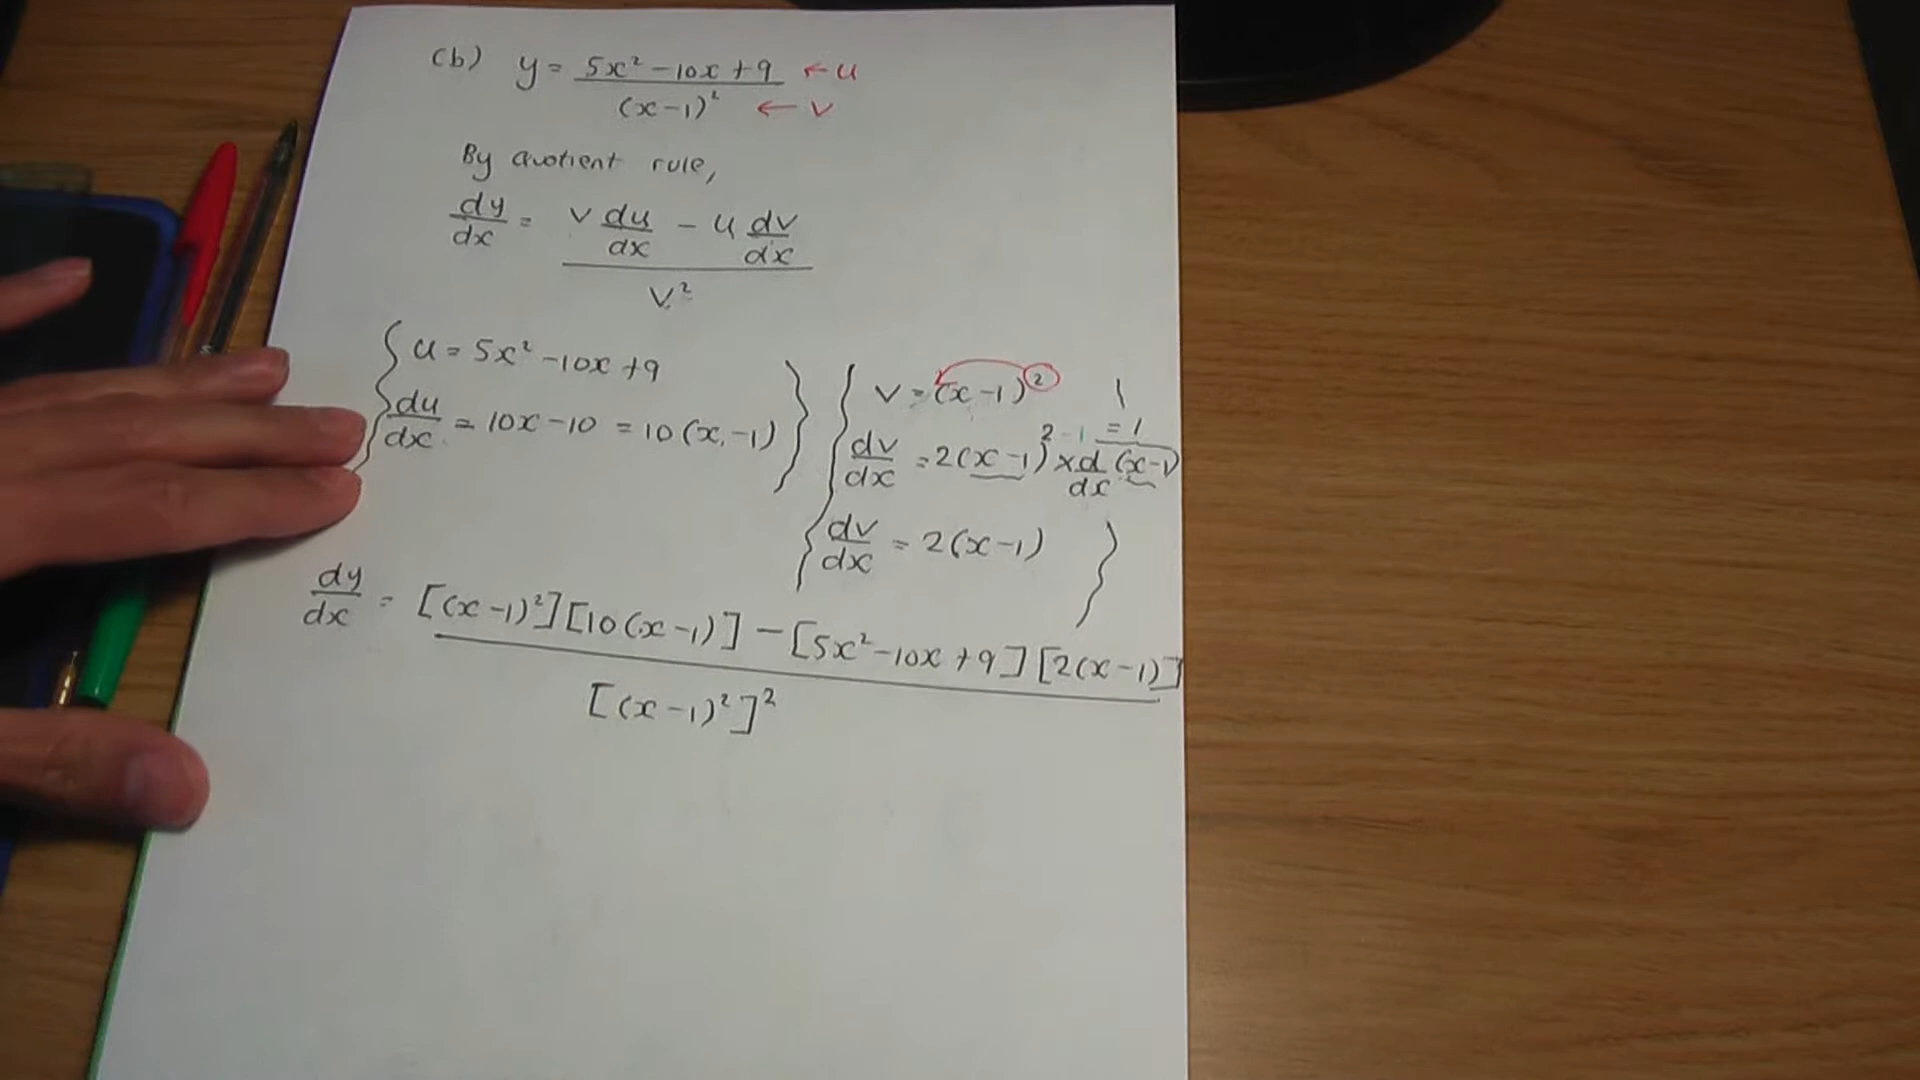 (b) y = 5x² - 10x + 9 ← u
(x-1)² ← v
By quotient rule,
dy/dx = v du/dx - u dv/dx
v²
u = 5x² - 10x + 9
du/dx = 10x - 10 = 10(x-1)
v = (x-1)²
= 1
dv/dx = 2(x-1)²⁻¹ × d/dx (x-1)
dv/dx = 2(x-1)
dy/dx = [(x-1)²][10(x-1)] - [5x² - 10x + 9][2(x-1)]
[(x-1)²]²